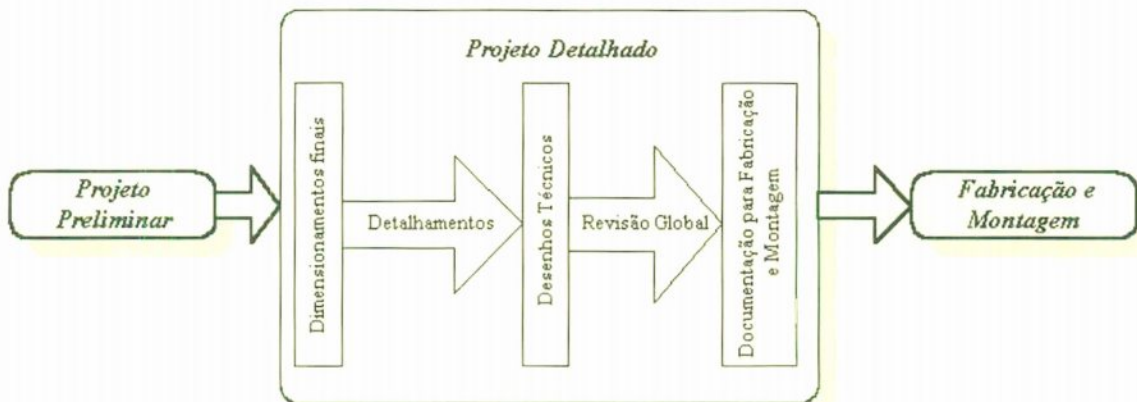 Projeto Detalhado
Projeto
Preliminar
Dimensionamentos finais
Detalhamentos
Desenhos Técnicos
Revisão Global
Documentação para Fabricação
e Montagem
Fabricação e
Montagem